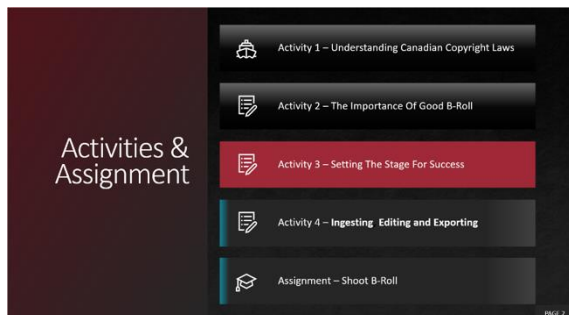 Activities &
Assignment
Activity 1 – Understanding Canadian Copyright Laws
Activity 2 – The Importance Of Good B-Roll
Activity 3 – Setting The Stage For Success
Activity 4 – Ingesting Editing and Exporting
Assignment – Shoot B-Roll
PAGE 2